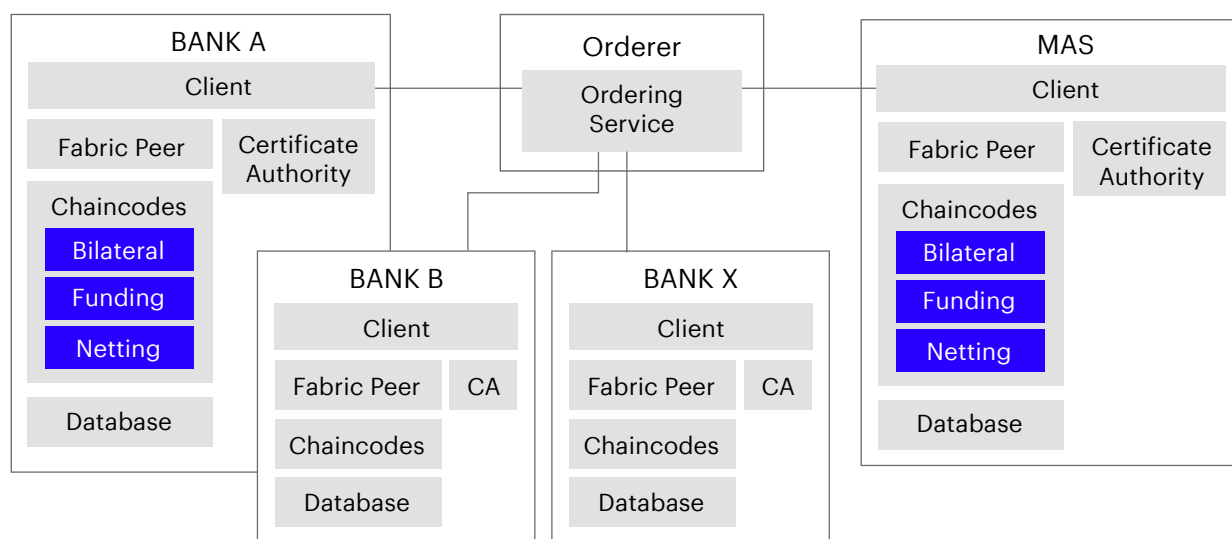 BANK A
Client
Fabric Peer
Certificate
Authority
Chaincodes
Bilateral
Funding
Netting
Database
Orderer
Ordering
Service
BANK B
Client
Fabric Peer
CA
Chaincodes
Database
BANK X
Client
Fabric Peer
CA
Chaincodes
Database
MAS
Client
Fabric Peer
Certificate
Authority
Chaincodes
Bilateral
Funding
Netting
Database